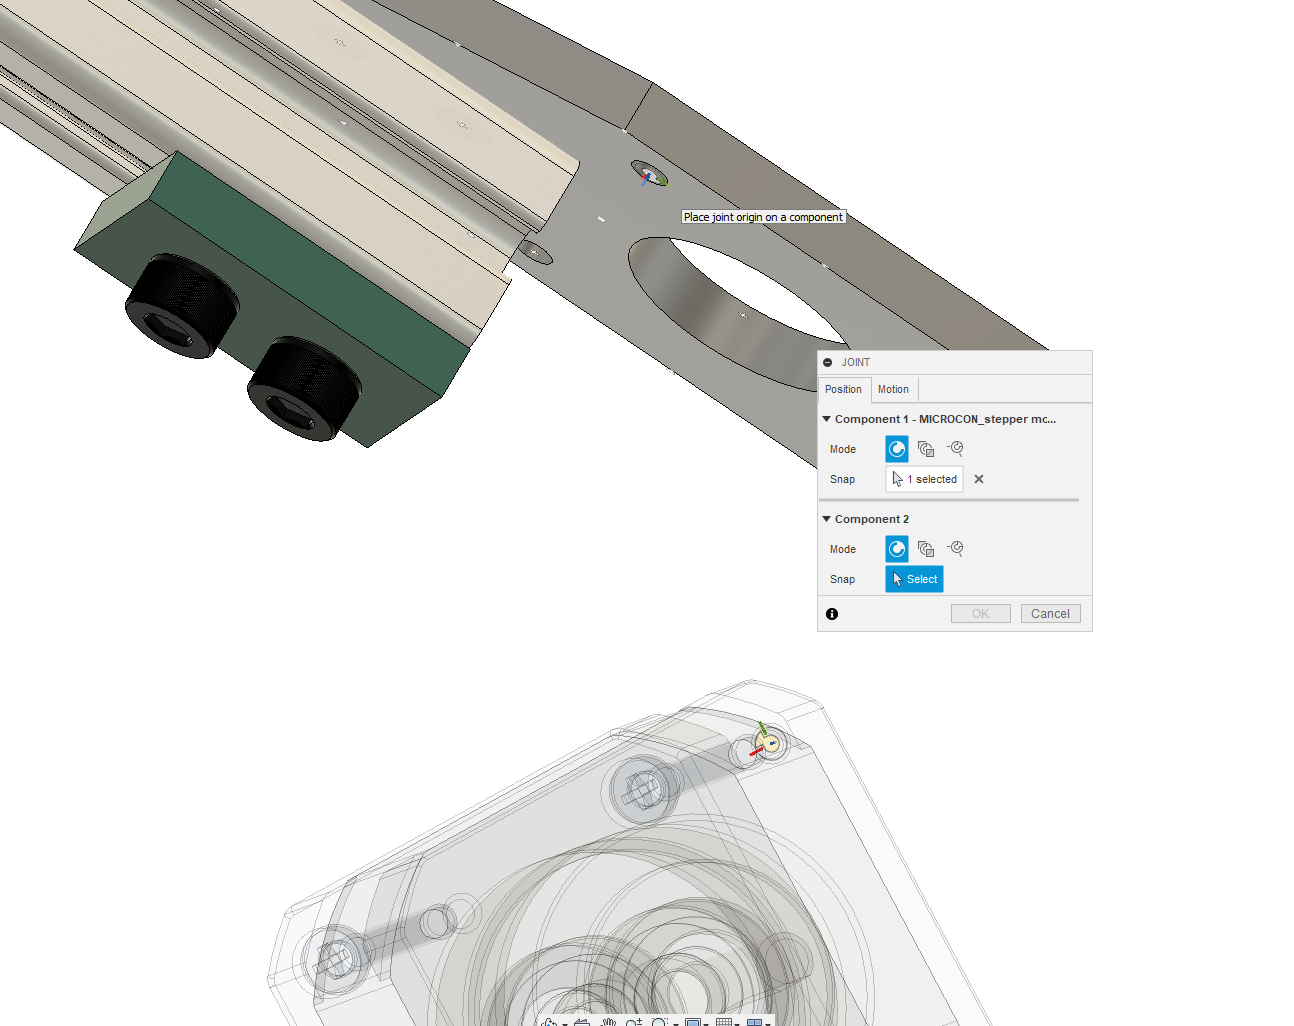 Place joint origin on a component
JOINT
Position
Motion
Component 1 - MICROCON_stepper mc...
Mode
Snap
1 selected
Component 2
Mode
Snap
Select
OK
Cancel